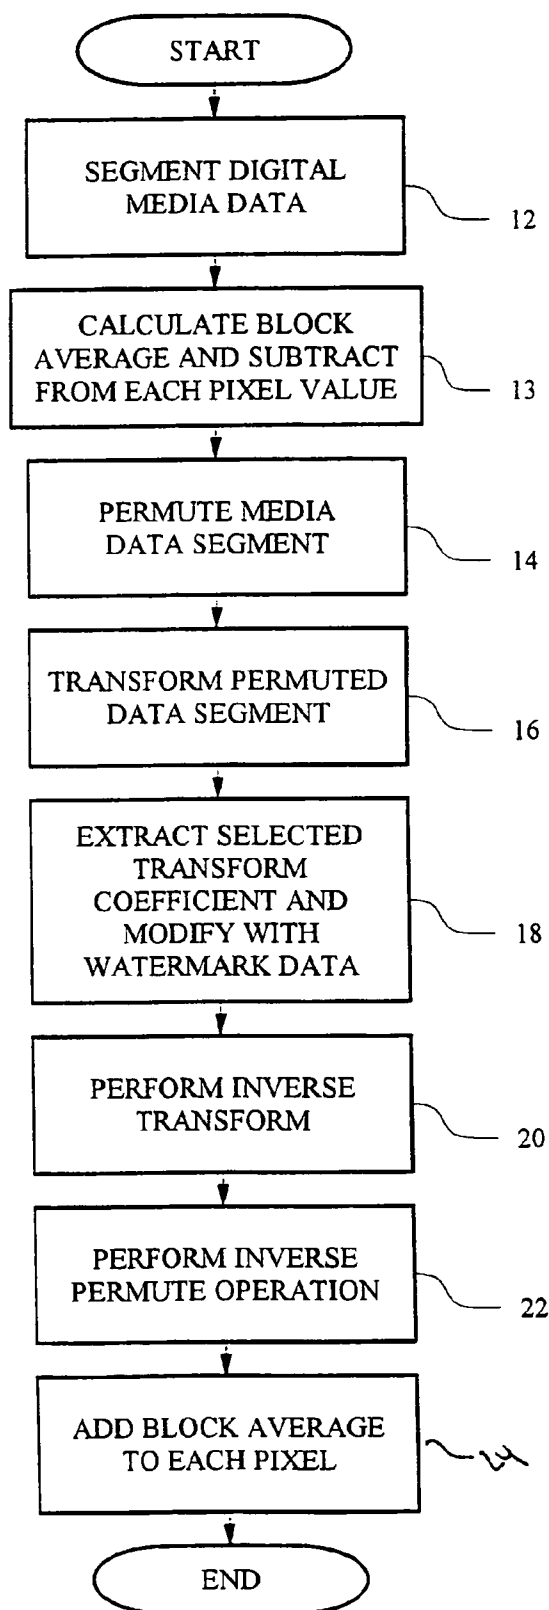 START
SEGMENT DIGITAL
MEDIA DATA
12
CALCULATE BLOCK
AVERAGE AND SUBTRACT
FROM EACH PIXEL VALUE
13
PERMUTE MEDIA
DATA SEGMENT
14
TRANSFORM PERMUTED
DATA SEGMENT
16
EXTRACT SELECTED
TRANSFORM
COEFFICIENT AND
MODIFY WITH
WATERMARK DATA
18
PERFORM INVERSE
TRANSFORM
20
PERFORM INVERSE
PERMUTE OPERATION
22
ADD BLOCK AVERAGE
TO EACH PIXEL
24
END